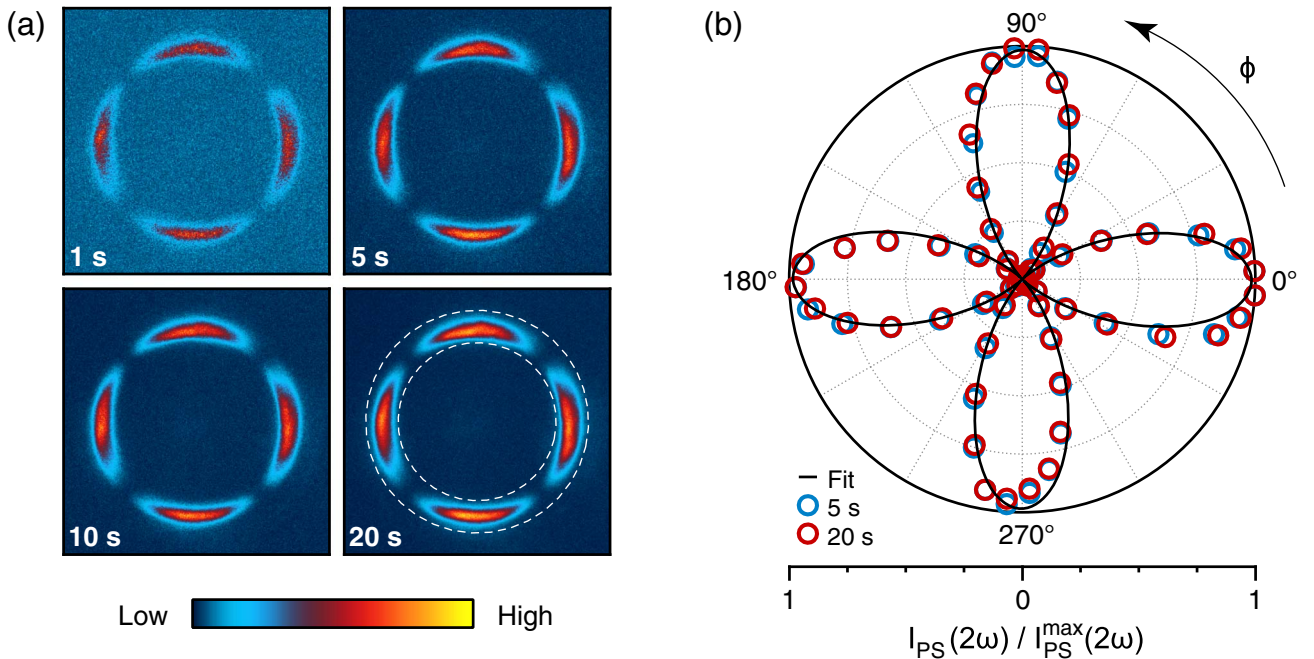 (a)
1 s
5 s
10 s
20 s
Low
High
(b)
90°
ϕ
180°
0°
270°
Fit
5 s
20 s
1
0
1
I_PS (2ω) / I_PS^max (2ω)